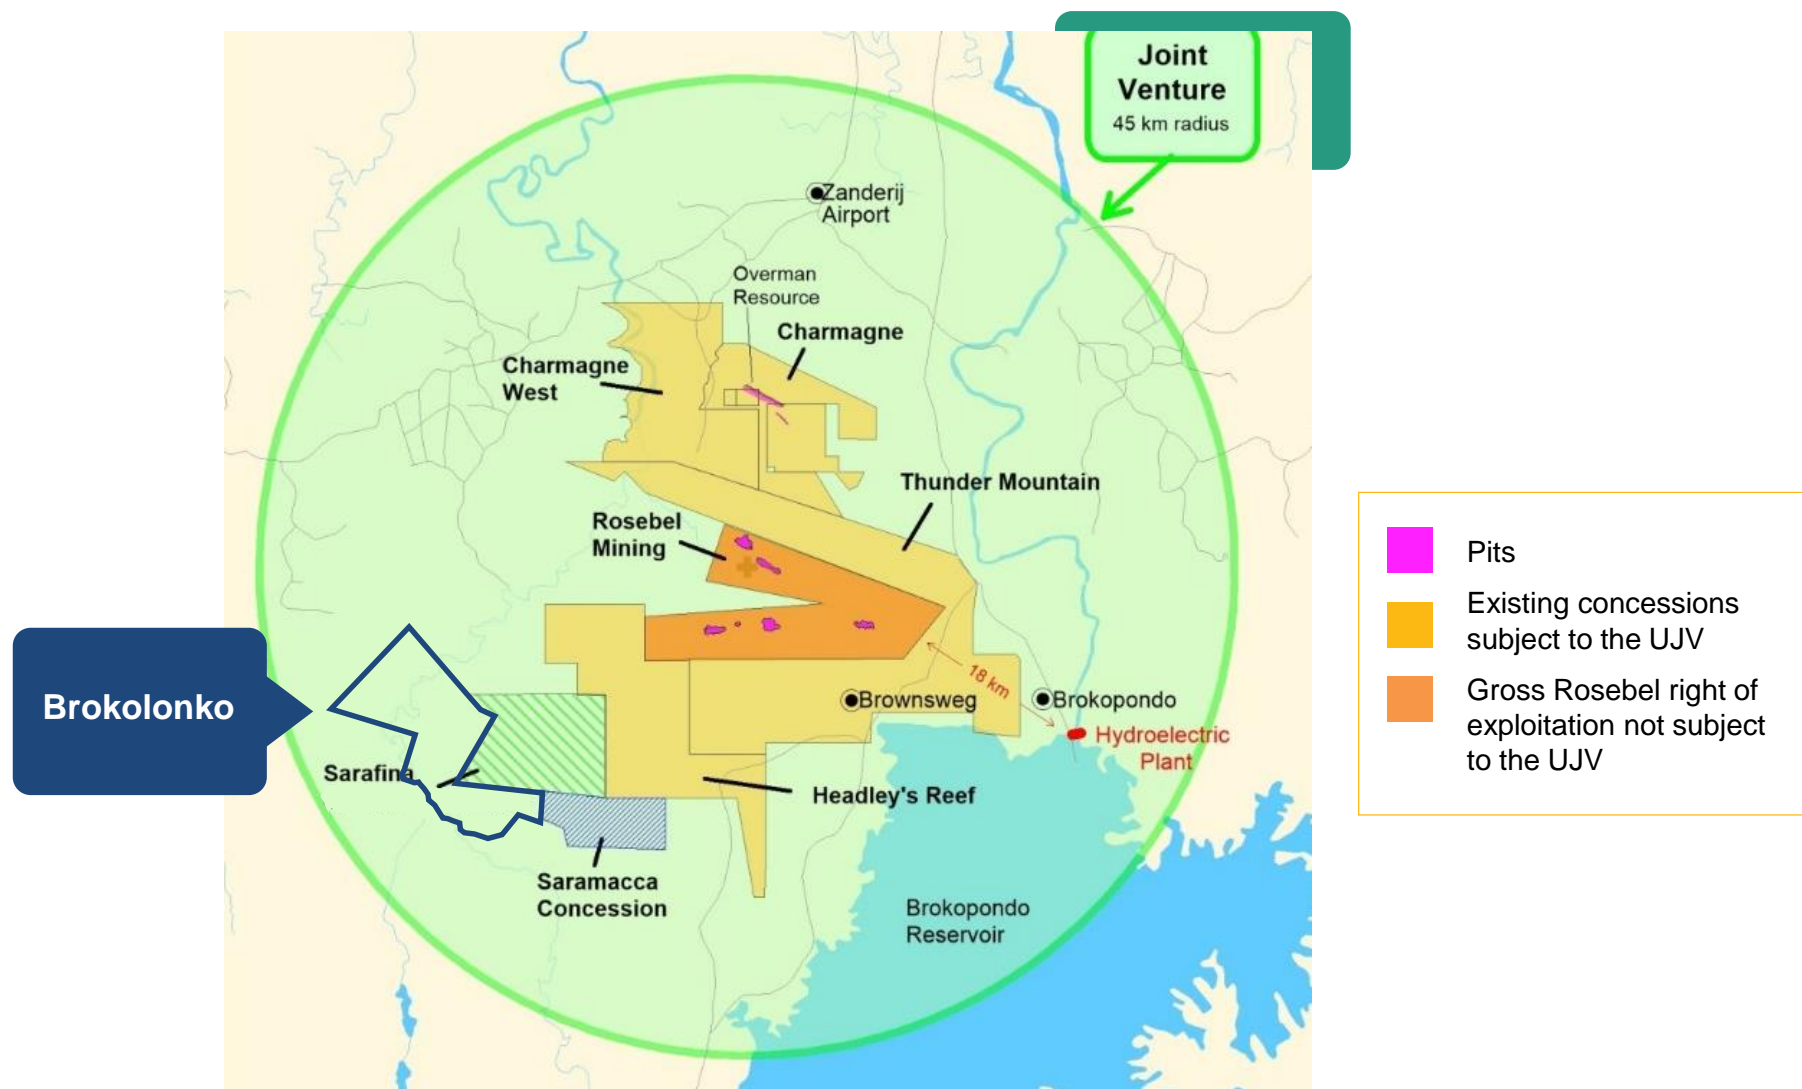 Joint
Venture
45 km radius
Zanderij
Airport
Overman
Resource
Charmagne
Charmagne
West
Thunder Mountain
Rosebel
Mining
18 km
Brownsweg
Brokopondo
Hydroelectric
Plant
Brokolonko
Sarafina
Headley's Reef
Saramacca
Concession
Brokopondo
Reservoir
Pits
Existing concessions
subject to the UJV
Gross Rosebel right of
exploitation not subject
to the UJV